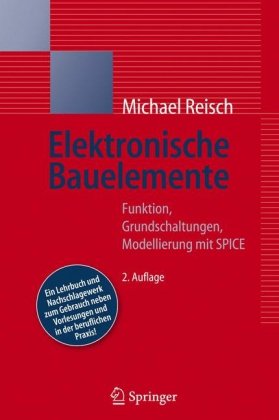 Michael Reisch
Elektronische
Bauelemente
Funktion,
Grundschaltungen,
Modellierung mit SPICE
2. Auflage
Ein Lehrbuch und
Nachschlagewerk
zum Gebrauch neben
Vorlesungen und
in der beruflichen
Praxis!
Springer